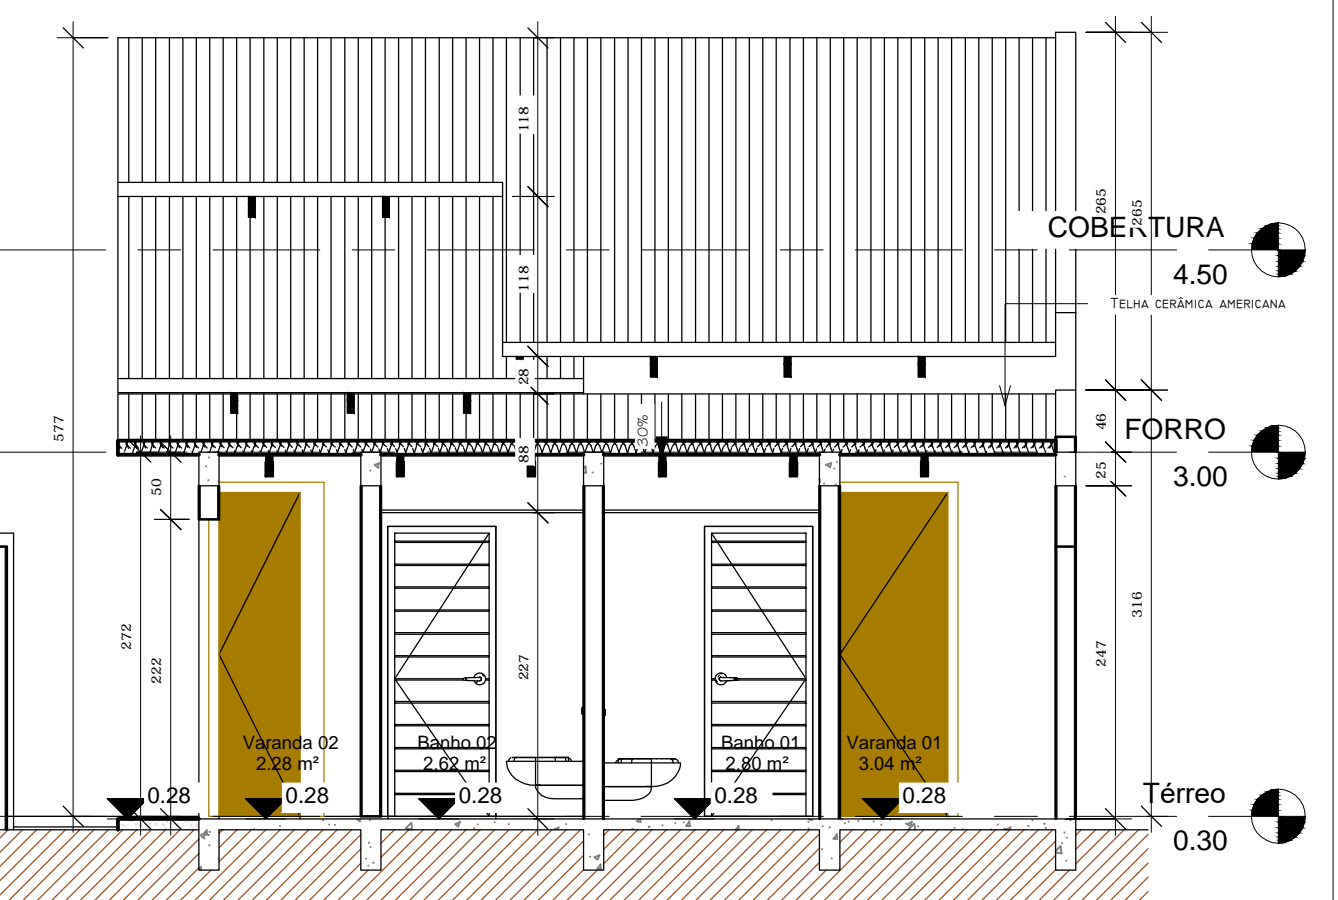 118
265
265
COBERTURA
4.50
118
TELHA CERÂMICA AMERICANA
28
577
30%
46
FORRO
88
3.00
25
50
316
272
222
227
247
Varanda 02
2.28 m²
Banho 02
2.62 m²
Banho 01
2.80 m²
Varanda 01
3.04 m²
0.28
0.28
0.28
0.28
0.28
Térreo
0.30